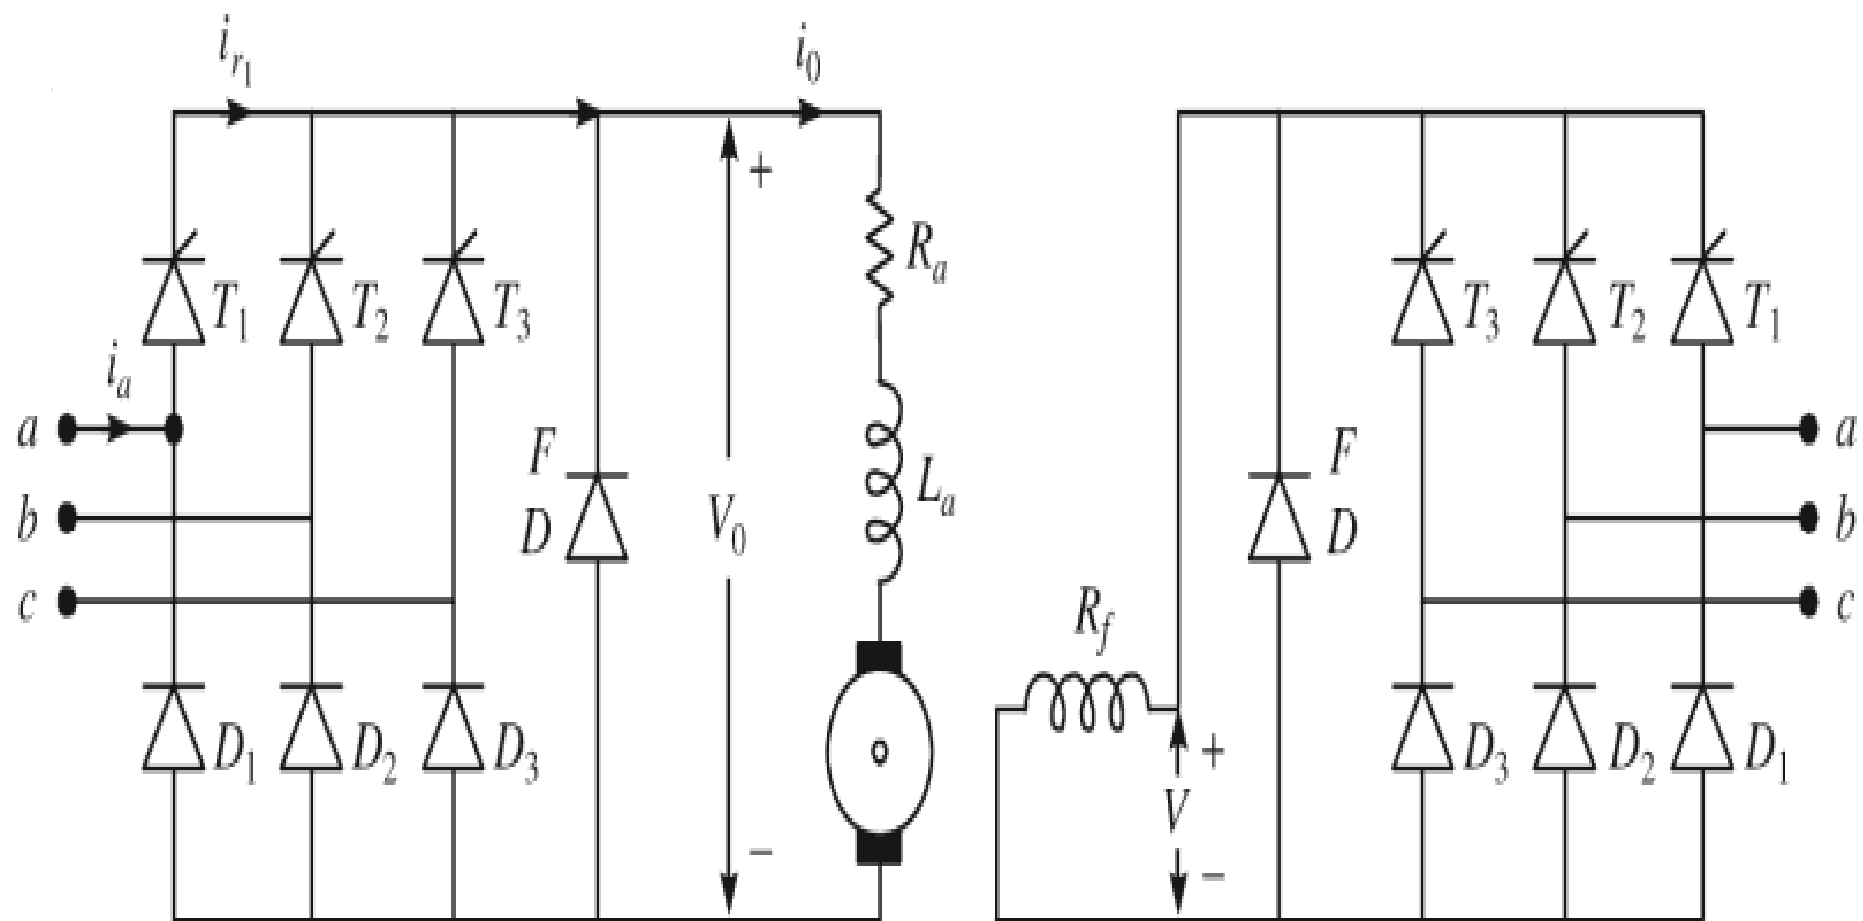 i_{r_1}
i_0
+
R_a
T_1 T_2 T_3
T_3 T_2 T_1
i_a
a
a
F
D
F
D
L_a
V_0
b
b
c
c
R_f
D_1 D_2 D_3
+
V
−
D_3 D_2 D_1
−